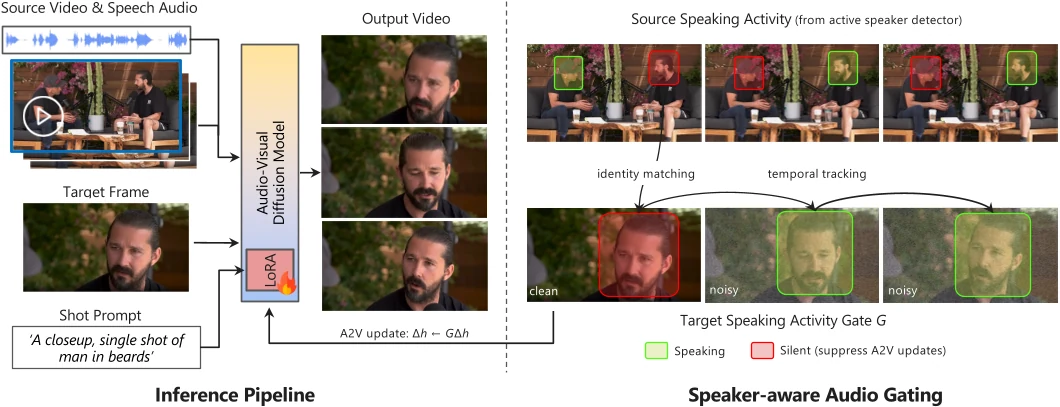 Source Video & Speech Audio
Target Frame
Shot Prompt
'A closeup, single shot of
man in beards'
Audio-Visual
Diffusion Model
LoRA
Output Video
A2V update: Δh ← GΔh
Inference Pipeline
Source Speaking Activity (from active speaker detector)
identity matching
temporal tracking
clean
noisy
noisy
Target Speaking Activity Gate G
Speaking
Silent (suppress A2V updates)
Speaker-aware Audio Gating